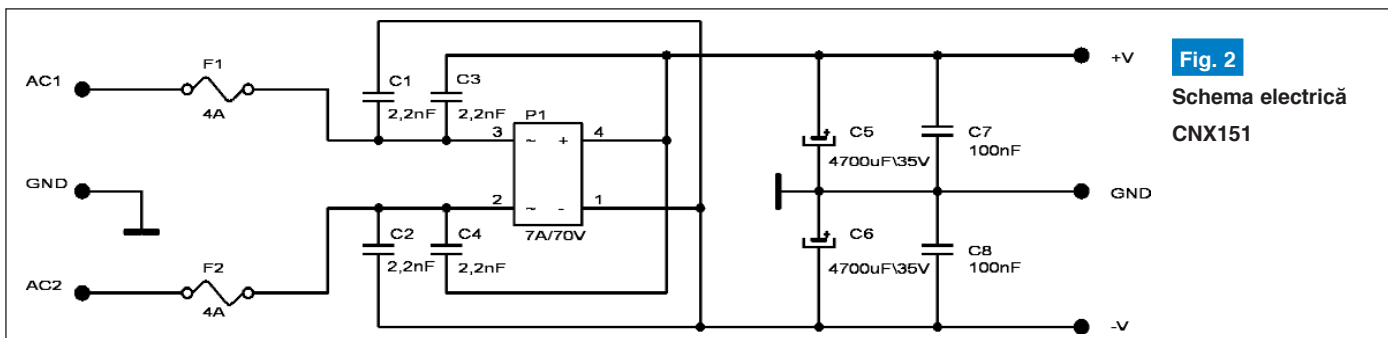 AC1
F1
4A
C1
2,2nF
C3
2,2nF
P1
3
~
+
4
GND
2
~
-
1
7A/70V
C2
2,2nF
C4
2,2nF
AC2
F2
4A
+
C5
4700uF\35V
C7
100nF
+
C6
4700uF\35V
C8
100nF
+V
GND
-V
Fig. 2
Schema electrică
CNX151